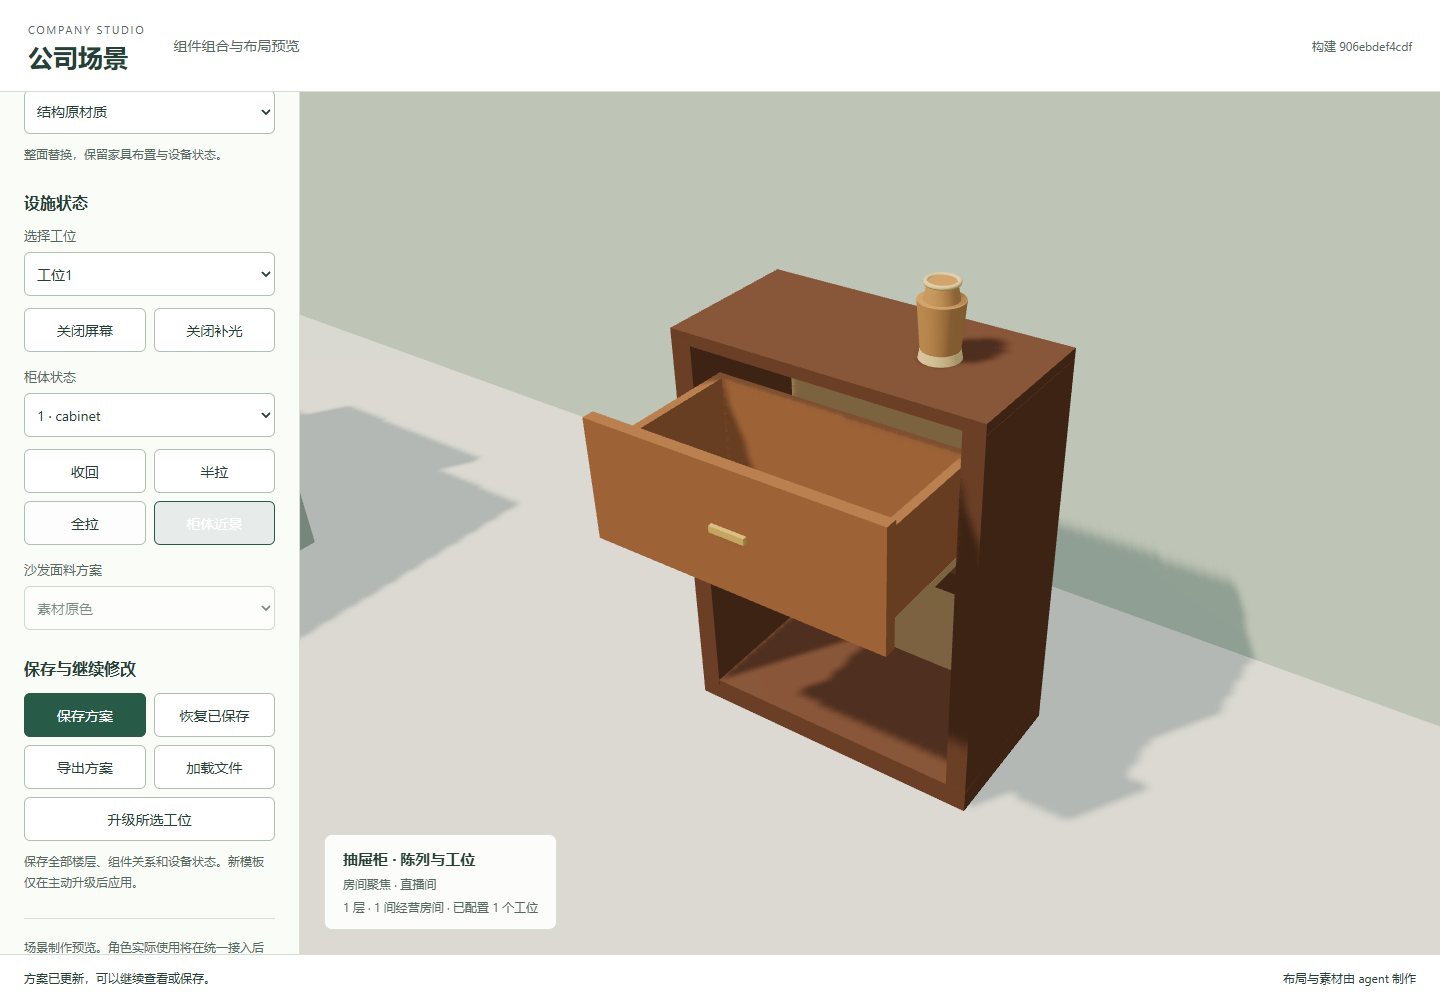 COMPANY STUDIO
公司场景
组件组合与布局预览
构建 906ebdef4cdf
结构原材质
整面替换，保留家具布置与设备状态。
设施状态
选择工位
工位1
关闭屏幕
关闭补光
柜体状态
1 · cabinet
收回
半拉
全拉
柜体近景
沙发面料方案
素材原色
保存与继续修改
保存方案
恢复已保存
导出方案
加载文件
升级所选工位
保存全部楼层、组件关系和设备状态。新模板
仅在主动升级后应用。
场景制作预览。角色实际使用将在统一接入后
抽屉柜 · 陈列与工位
房间聚焦 · 直播间
1 层 · 1 间经营房间 · 已配置 1 个工位
方案已更新，可以继续查看或保存。
布局与素材由 agent 制作